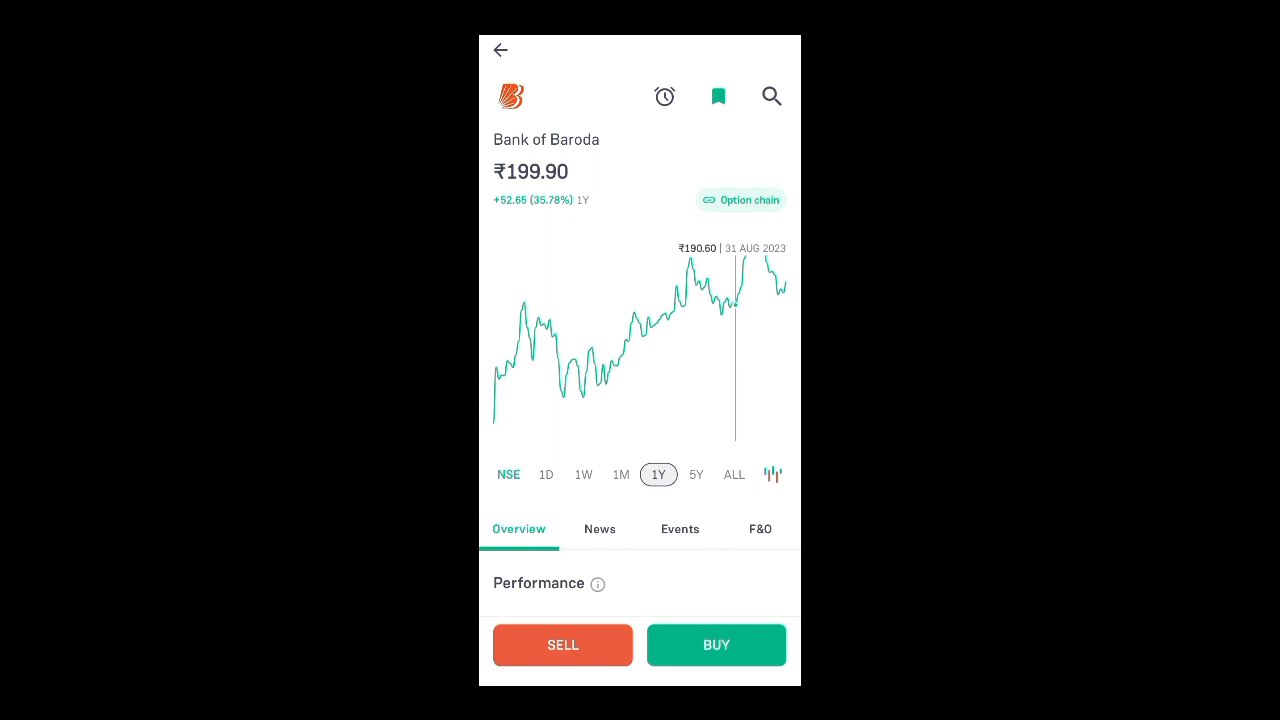 Bank of Baroda
₹199.90
+52.65 (35.78%) 1Y
Option chain
₹190.60 | 31 AUG 2023
NSE 1D 1W 1M 1Y 5Y ALL
Overview News Events F&O
Performance
SELL BUY